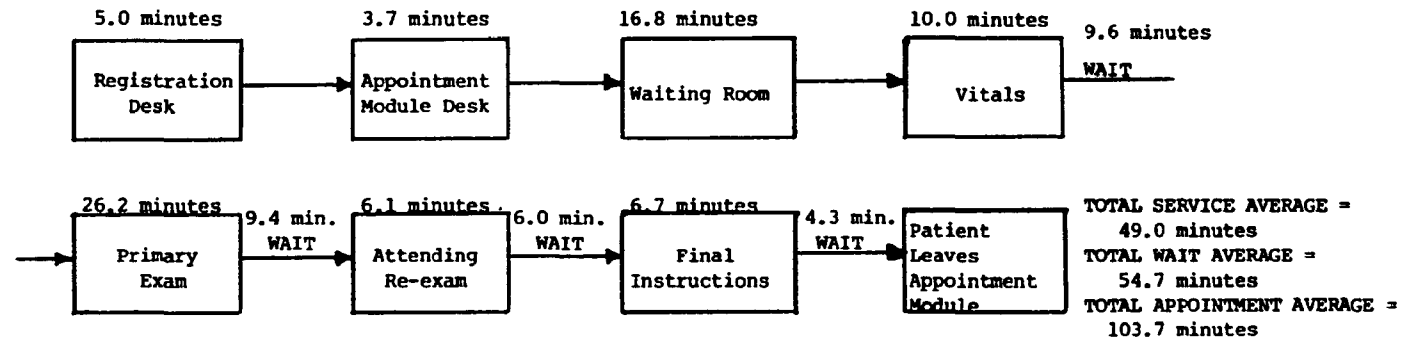 5.0 minutes
3.7 minutes
16.8 minutes
10.0 minutes
9.6 minutes
WAIT
Registration
Desk
Appointment
Module Desk
Waiting Room
Vitals
26.2 minutes
9.4 min.
WAIT
6.1 minutes
6.0 min.
WAIT
6.7 minutes
4.3 min.
WAIT
Primary
Exam
Attending
Re-exam
Final
Instructions
Patient
Leaves
Appointment
Module
TOTAL SERVICE AVERAGE =
49.0 minutes
TOTAL WAIT AVERAGE =
54.7 minutes
TOTAL APPOINTMENT AVERAGE =
103.7 minutes